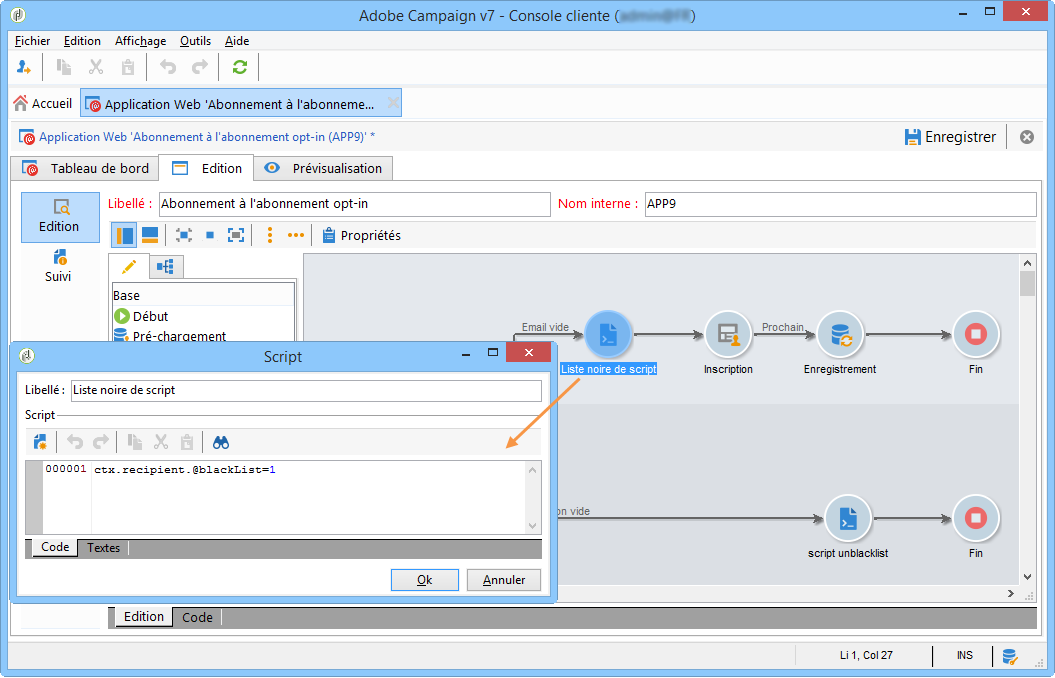 Adobe Campaign v7 - Console cliente (
)
Fichier Edition Affichage Outils Aide
Accueil Application Web 'Abonnement à l'abonneme...
Application Web 'Abonnement à l'abonnement opt-in (APP9)' *
Enregistrer
Tableau de bord Edition Prévisualisation
Edition
Suivi
Libellé : Abonnement à l'abonnement opt-in Nom interne : APP9
Propriétés
Base
Début
Pré-chargement
Email vide Prochain
Liste noire de script Inscription Enregistrement Fin
vide
script unblacklist Fin
Script
Libellé : Liste noire de script
Script
000001 ctx.recipient.@blackList=1
Code Textes
Ok Annuler
Edition Code
Li 1, Col 27 INS